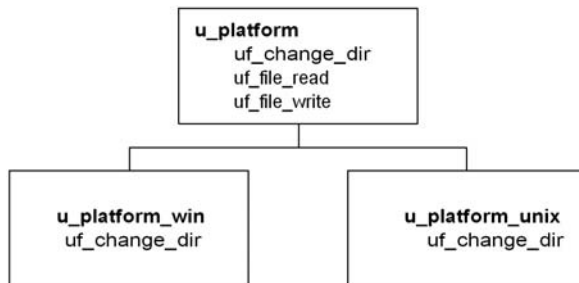 u_platform
uf_change_dir
uf_file_read
uf_file_write
u_platform_win
uf_change_dir
u_platform_unix
uf_change_dir